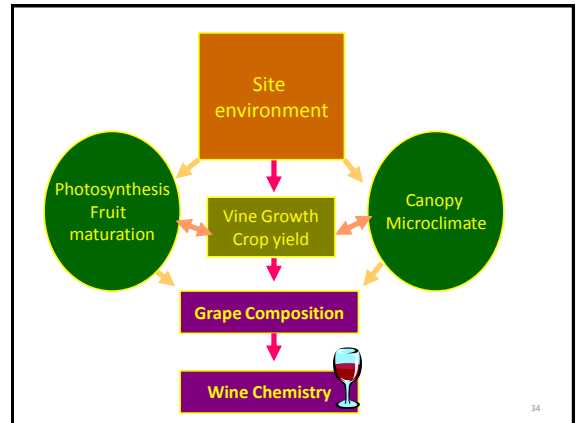 Site
environment
Photosynthesis
Fruit
maturation
Vine Growth
Crop yield
Canopy
Microclimate
Grape Composition
Wine Chemistry
34